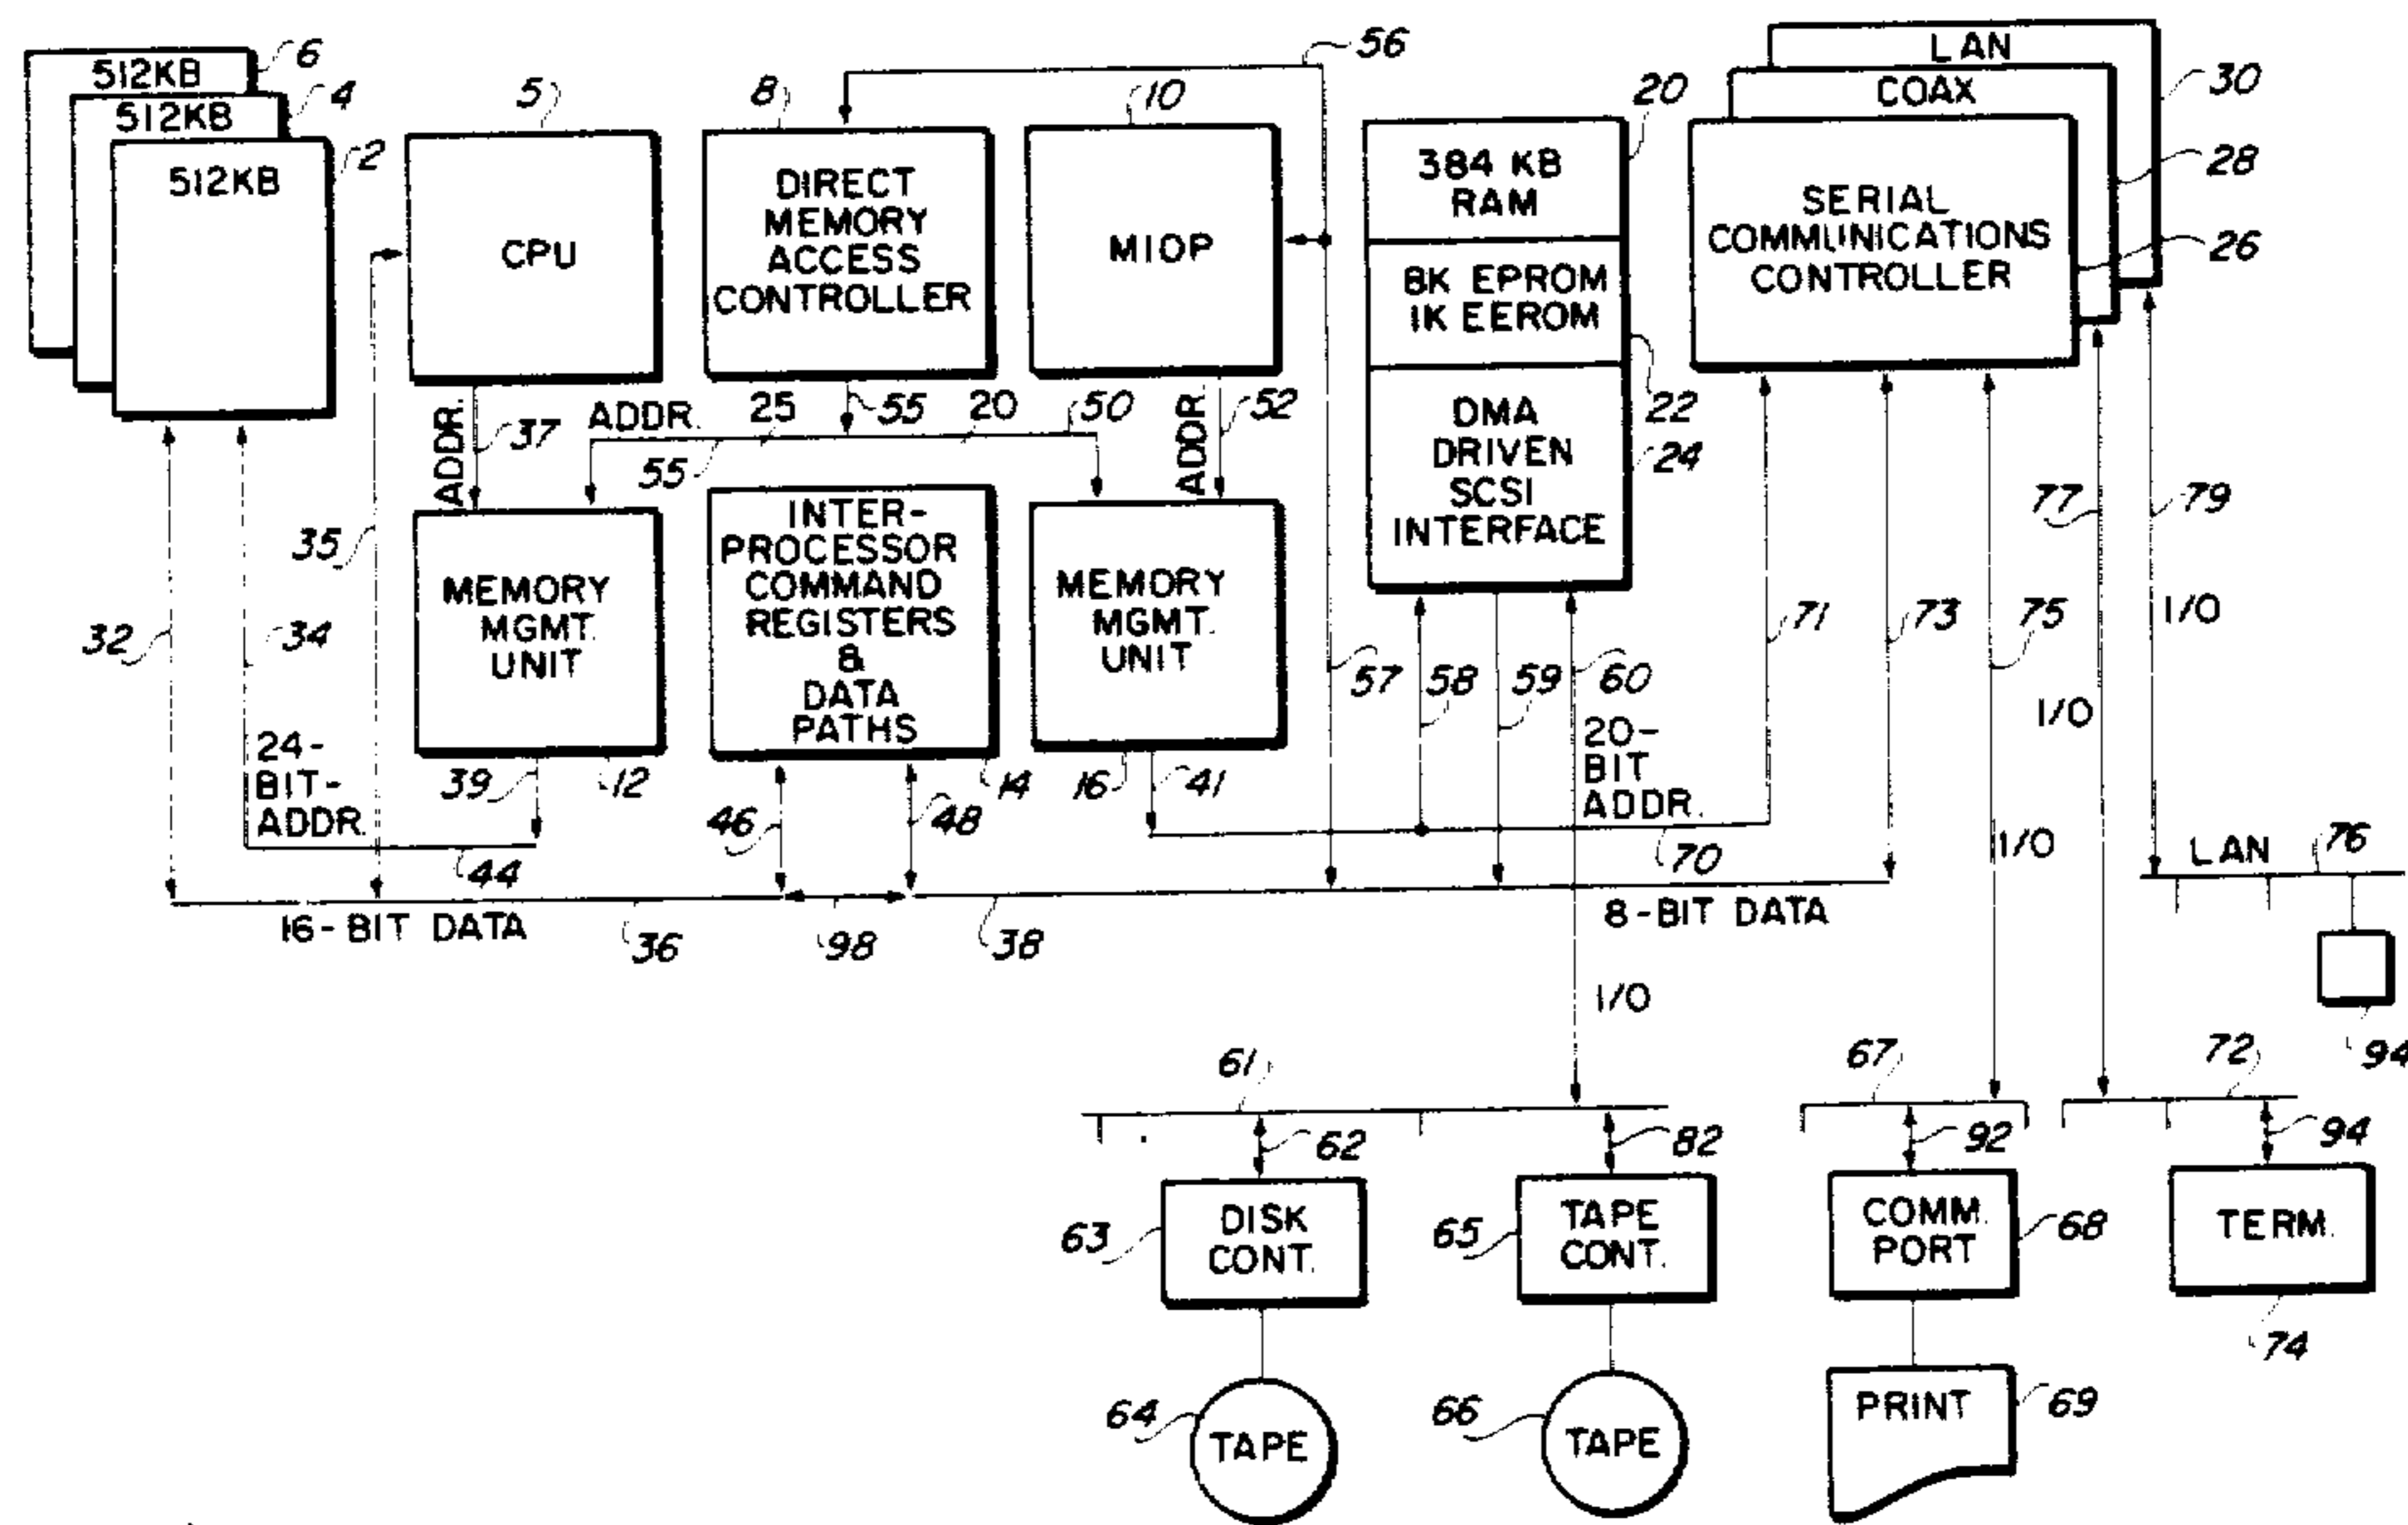 6
512KB
4
512KB
2
512KB
5
CPU
8
DIRECT
MEMORY
ACCESS
CONTROLLER
10
MIOP
56
20
384 KB
RAM
8K EPROM
1K EEROM
22
DMA
DRIVEN
SCSI
INTERFACE
24
LAN
30
COAX
28
SERIAL
COMMUNICATIONS
CONTROLLER
26
ADDR.
37
ADDR.
25
55
20
50
55
ADDR.
52
35
32
34
24-
BIT-
ADDR.
MEMORY
MGMT.
UNIT
39
12
44
INTER-
PROCESSOR
COMMAND
REGISTERS
&
DATA
PATHS
14
46
48
MEMORY
MGMT.
UNIT
16
41
57
58
59
60
20-
BIT
ADDR.
70
71
73
75
77
79
I/O
I/O
I/O
I/O
16-BIT DATA
36
98
38
8-BIT DATA
LAN
76
94
61
62
82
67
92
72
94
63
DISK
CONT.
65
TAPE
CONT.
COMM.
PORT
68
TERM.
74
64
TAPE
66
TAPE
PRINT
69